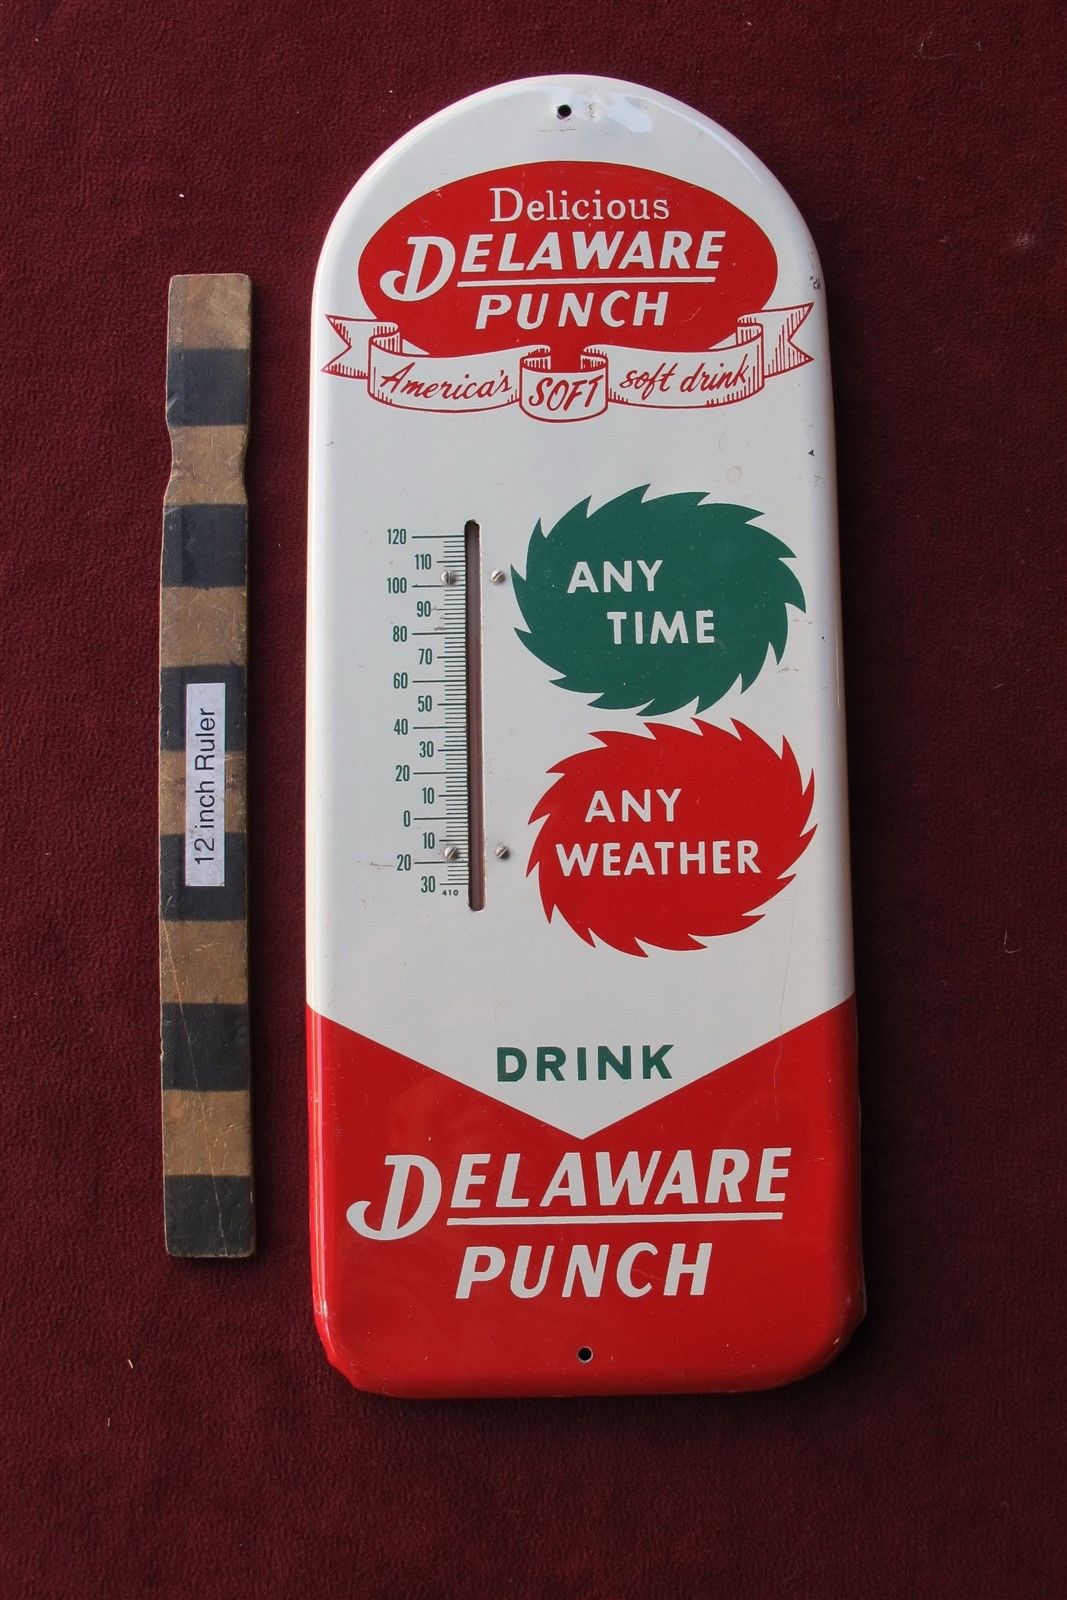 Delicious
DELAWARE
PUNCH
America's SOFT soft drink
ANY
TIME
120
110
100
90
80
70
60
50
40
30
20
10
0
10
20
30
410
ANY
WEATHER
DRINK
DELAWARE
PUNCH
12 inch Ruler